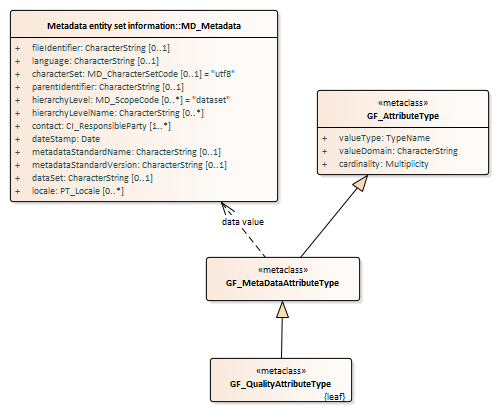 Metadata entity set information::MD_Metadata
+ fileIdentifier: CharacterString [0..1]
+ language: CharacterString [0..1]
+ characterSet: MD_CharacterSetCode [0..1] = "utf8"
+ parentIdentifier: CharacterString [0..1]
+ hierarchyLevel: MD_ScopeCode [0..*] = "dataset"
+ hierarchyLevelName: CharacterString [0..*]
+ contact: CI_ResponsibleParty [1..*]
+ dateStamp: Date
+ metadataStandardName: CharacterString [0..1]
+ metadataStandardVersion: CharacterString [0..1]
+ dataSet: CharacterString [0..1]
+ locale: PT_Locale [0..*]
«metaclass»
GF_AttributeType
+ valueType: TypeName
+ valueDomain: CharacterString
+ cardinality: Multiplicity
data value
«metaclass»
GF_MetaDataAttributeType
«metaclass»
GF_QualityAttributeType
{leaf}